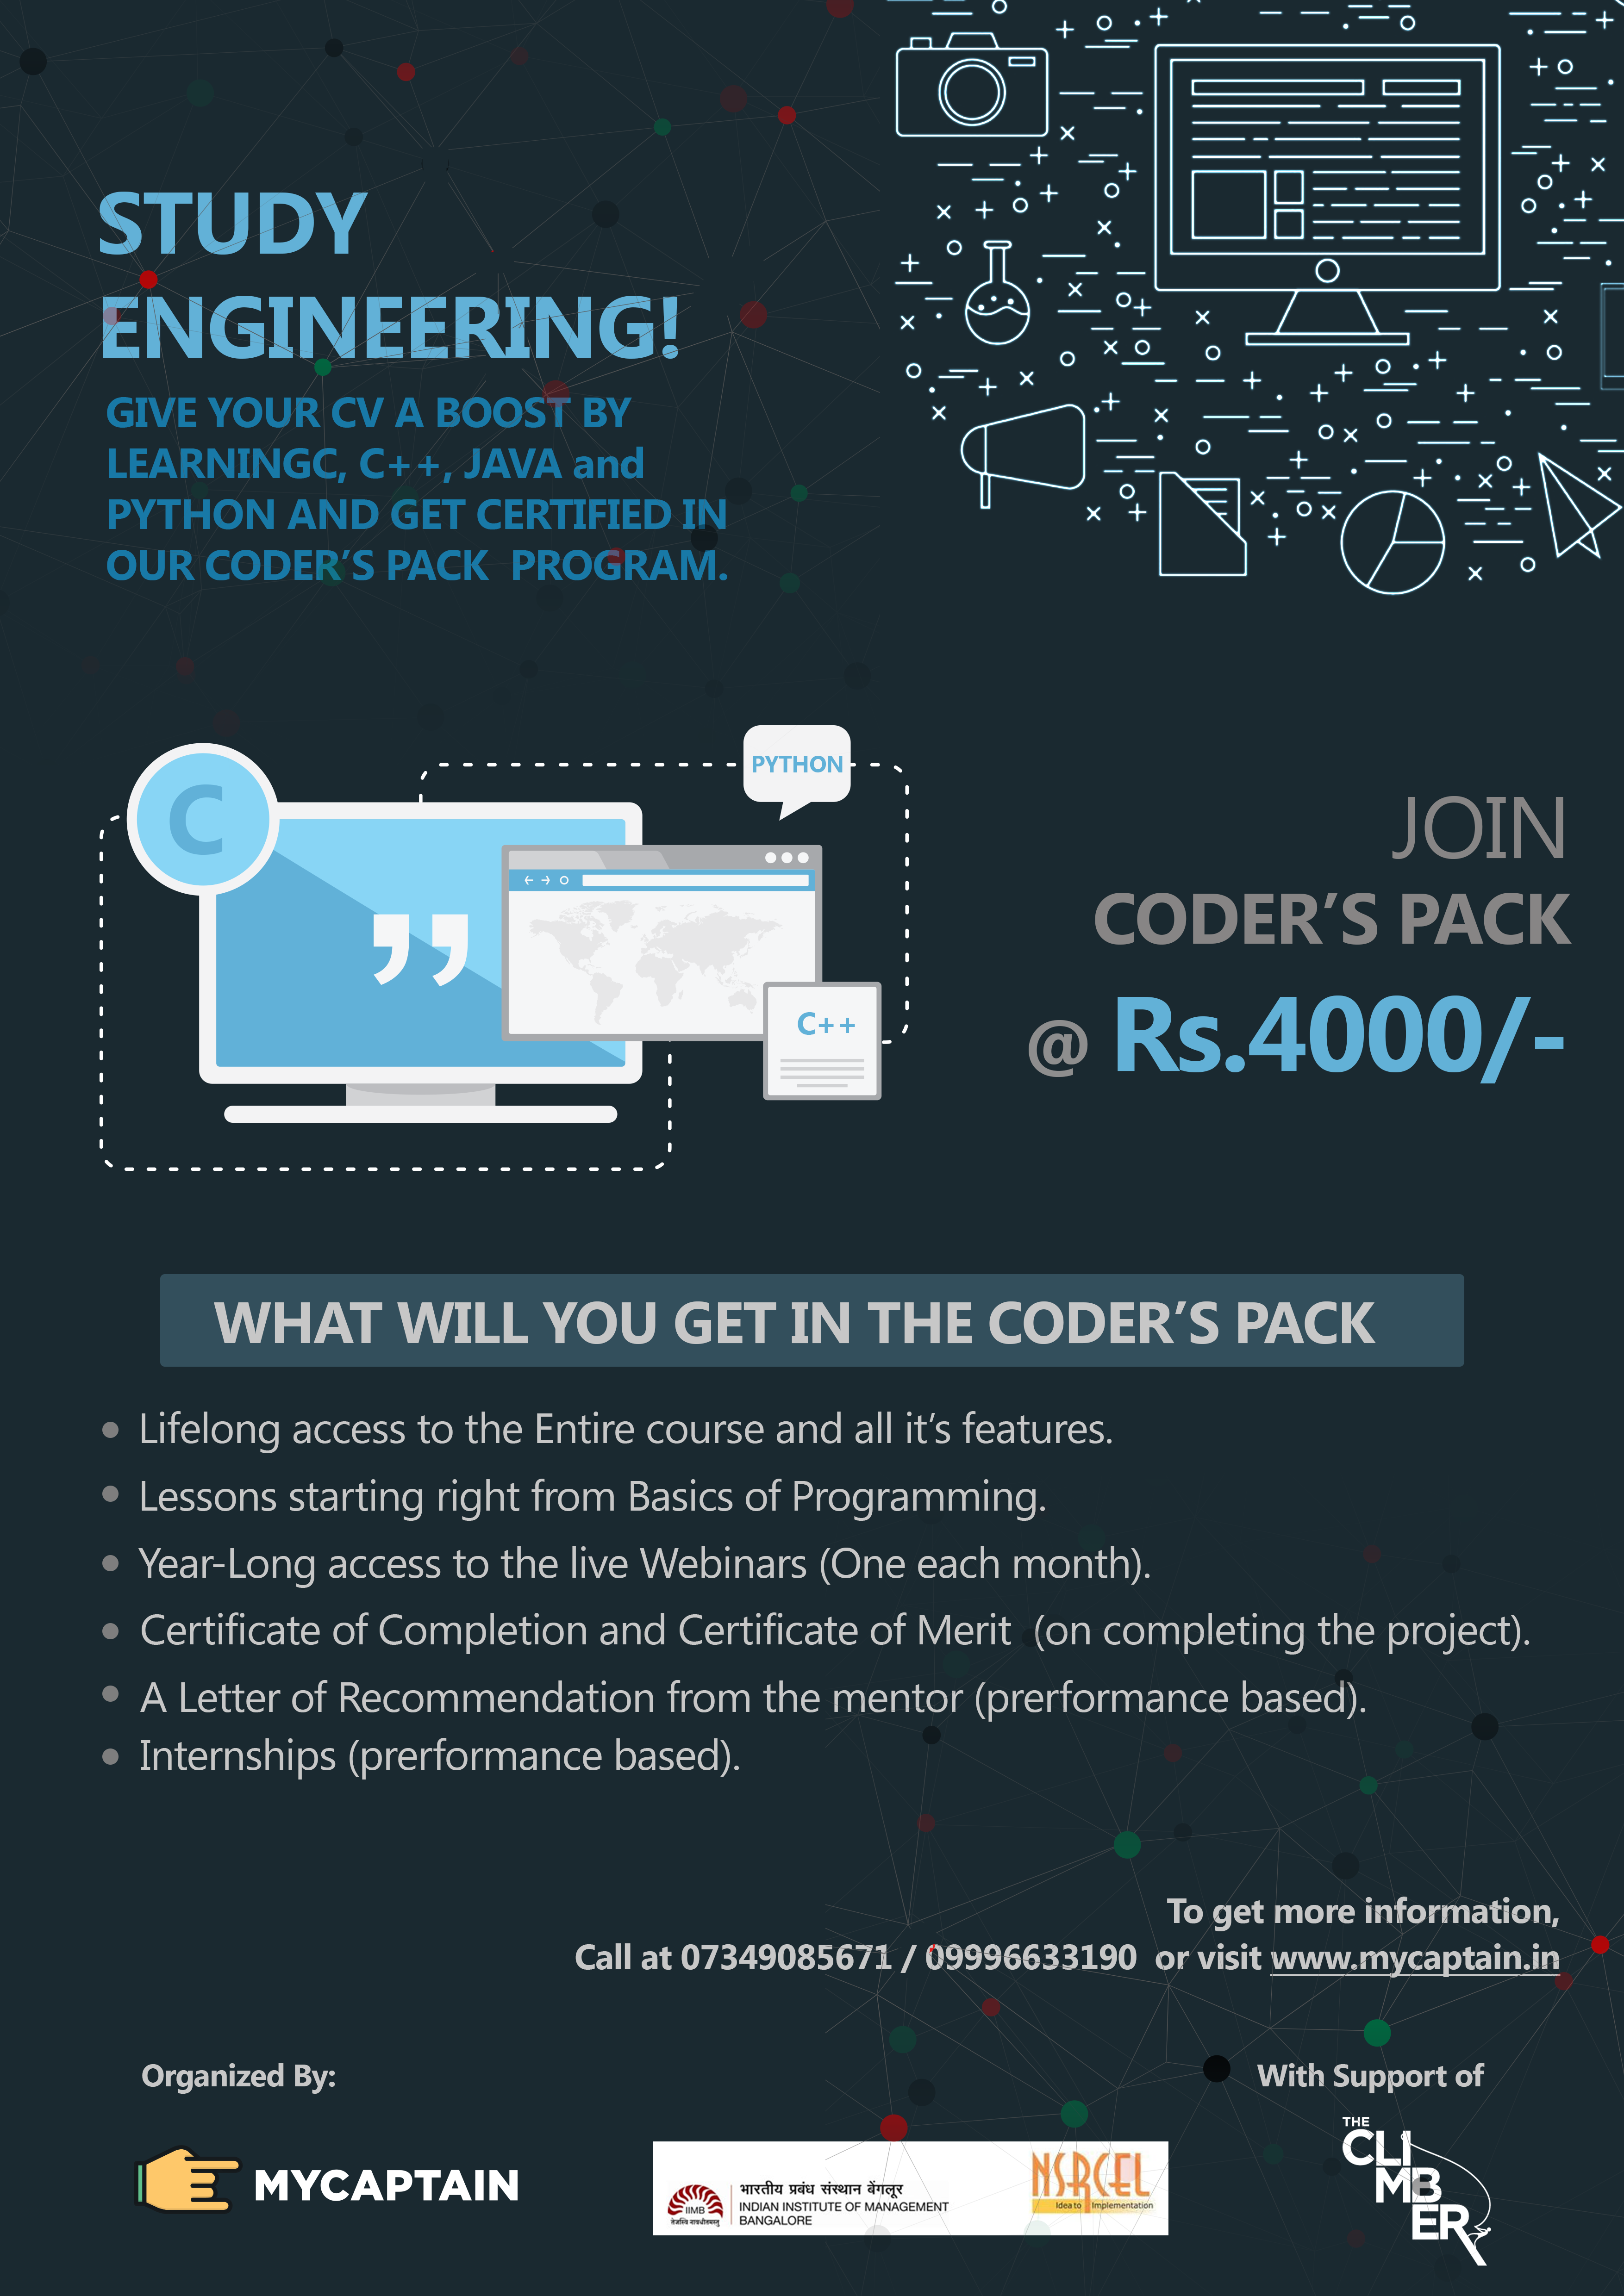 STUDY
ENGINEERING!
GIVE YOUR CV A BOOST BY
LEARNINGC, C++, JAVA and
PYTHON AND GET CERTIFIED IN
OUR CODER’S PACK PROGRAM.
C
PYTHON
”
C++
JOIN
CODER’S PACK
@ Rs.4000/-
WHAT WILL YOU GET IN THE CODER’S PACK
• Lifelong access to the Entire course and all it’s features.
• Lessons starting right from Basics of Programming.
• Year-Long access to the live Webinars (One each month).
• Certificate of Completion and Certificate of Merit (on completing the project).
• A Letter of Recommendation from the mentor (prerformance based).
• Internships (prerformance based).
To get more information,
Call at 07349085671 / 09996633190 or visit www.mycaptain.in
Organized By:
With Support of
MYCAPTAIN
IIMB
तेजस्वि नावधीतमस्तु
भारतीय प्रबंध संस्थान बेंगलूर
INDIAN INSTITUTE OF MANAGEMENT
BANGALORE
NSRCEL
Idea to Implementation
THE
CLI
MB
ER